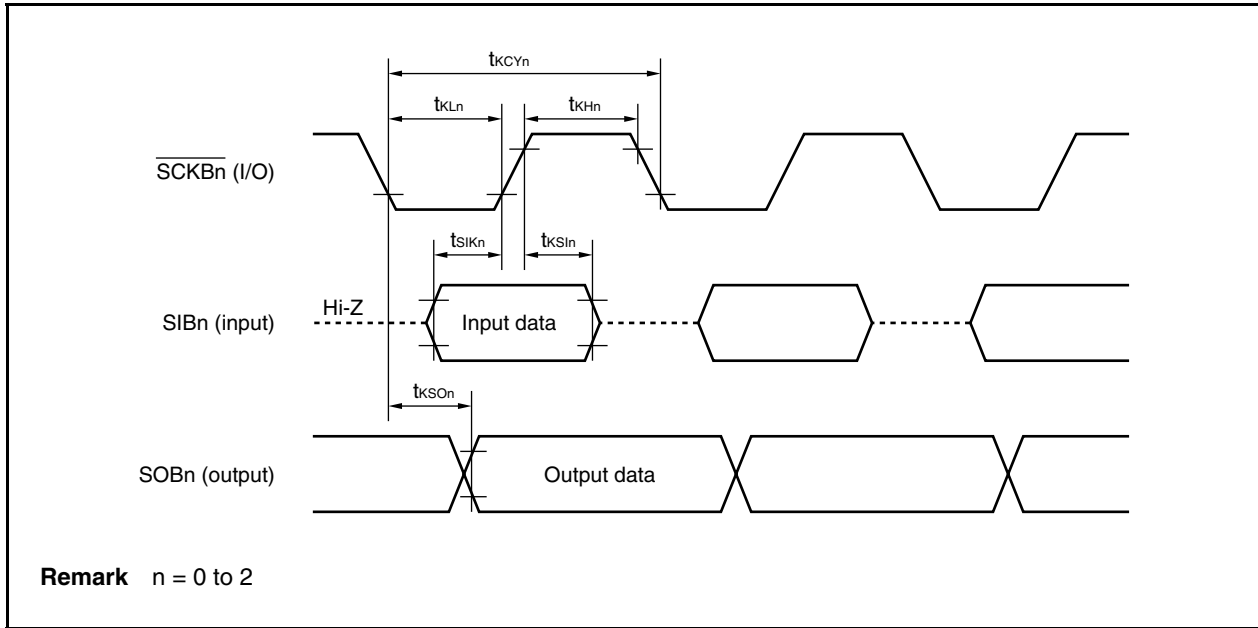 tKCYn
tKLn
tKHn
SCKBn (I/O)
tSIKn
tKSIn
Hi-Z
SIBn (input)
Input data
tKSOn
SOBn (output)
Output data
Remark n = 0 to 2